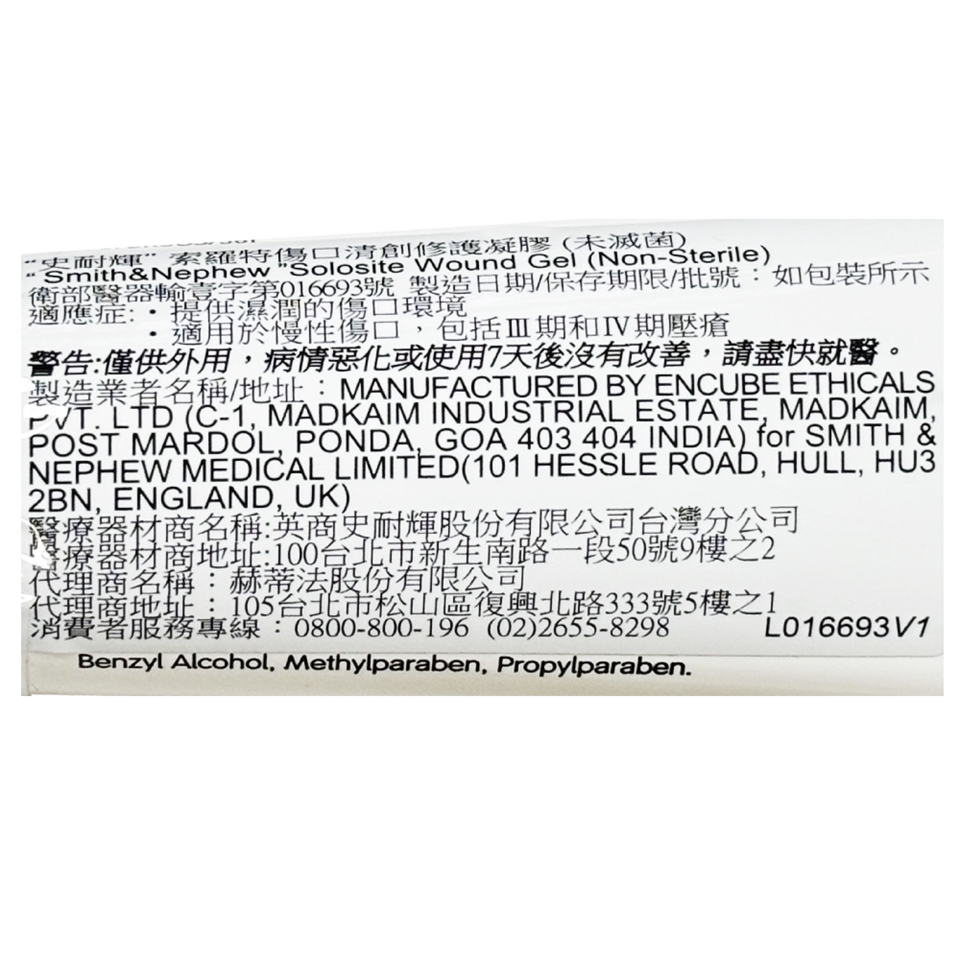 “史耐輝” 索羅特傷口清創修護凝膠 (未滅菌)
“ Smith&Nephew ”Solosite Wound Gel (Non-Sterile)
衛部醫器輸壹字第016693號 製造日期/保存期限/批號：如包裝所示
適應症：・提供濕潤的傷口環境
・適用於慢性傷口，包括Ⅲ期和Ⅳ期壓瘡
警告:僅供外用，病情惡化或使用7天後沒有改善，請盡快就醫。
製造業者名稱/地址：MANUFACTURED BY ENCUBE ETHICALS
PVT. LTD (C-1, MADKAIM INDUSTRIAL ESTATE, MADKAIM,
POST MARDOL, PONDA, GOA 403 404 INDIA) for SMITH &
NEPHEW MEDICAL LIMITED(101 HESSLE ROAD, HULL, HU3
2BN, ENGLAND, UK)
醫療器材商名稱:英商史耐輝股份有限公司台灣分公司
醫療器材商地址:100台北市新生南路一段50號9樓之2
代理商名稱：赫蒂法股份有限公司
代理商地址：105台北市松山區復興北路333號5樓之1
消費者服務專線：0800-800-196 (02)2655-8298 L016693V1
Benzyl Alcohol, Methylparaben, Propylparaben.